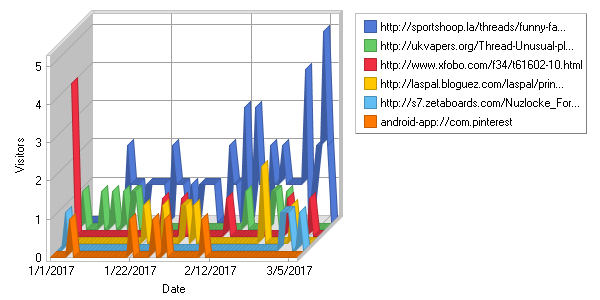 5
4
3
2
1
0
Visitors
1/1/2017
1/22/2017
2/12/2017
3/5/2017
Date
http://sportshoop.la/threads/funny-fa...
http://ukvapers.org/Thread-Unusual-pl...
http://www.xfobo.com/f34/t61602-10.html
http://laspal.bloguez.com/laspal/prin...
http://s7.zetaboards.com/Nuzlocke_For...
android-app://com.pinterest